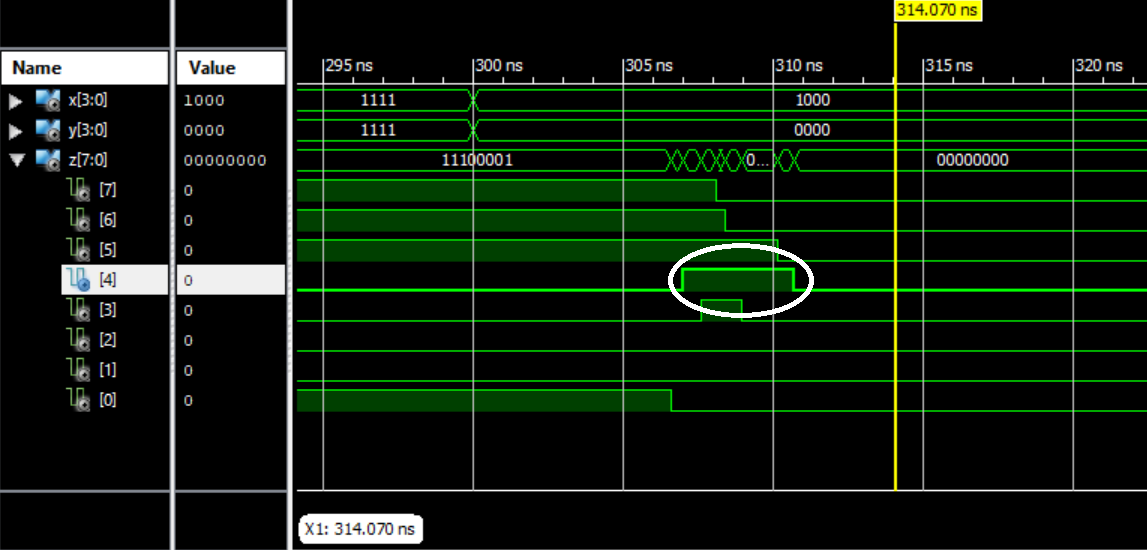 314.070 ns
Name Value 295 ns 300 ns 305 ns 310 ns 315 ns 320 ns
x[3:0] 1000 1111 1000
y[3:0] 0000 1111 0000
z[7:0] 00000000 11100001 0... 00000000
[7] 0
[6] 0
[5] 0
[4] 0
[3] 0
[2] 0
[1] 0
[0] 0
X1: 314.070 ns